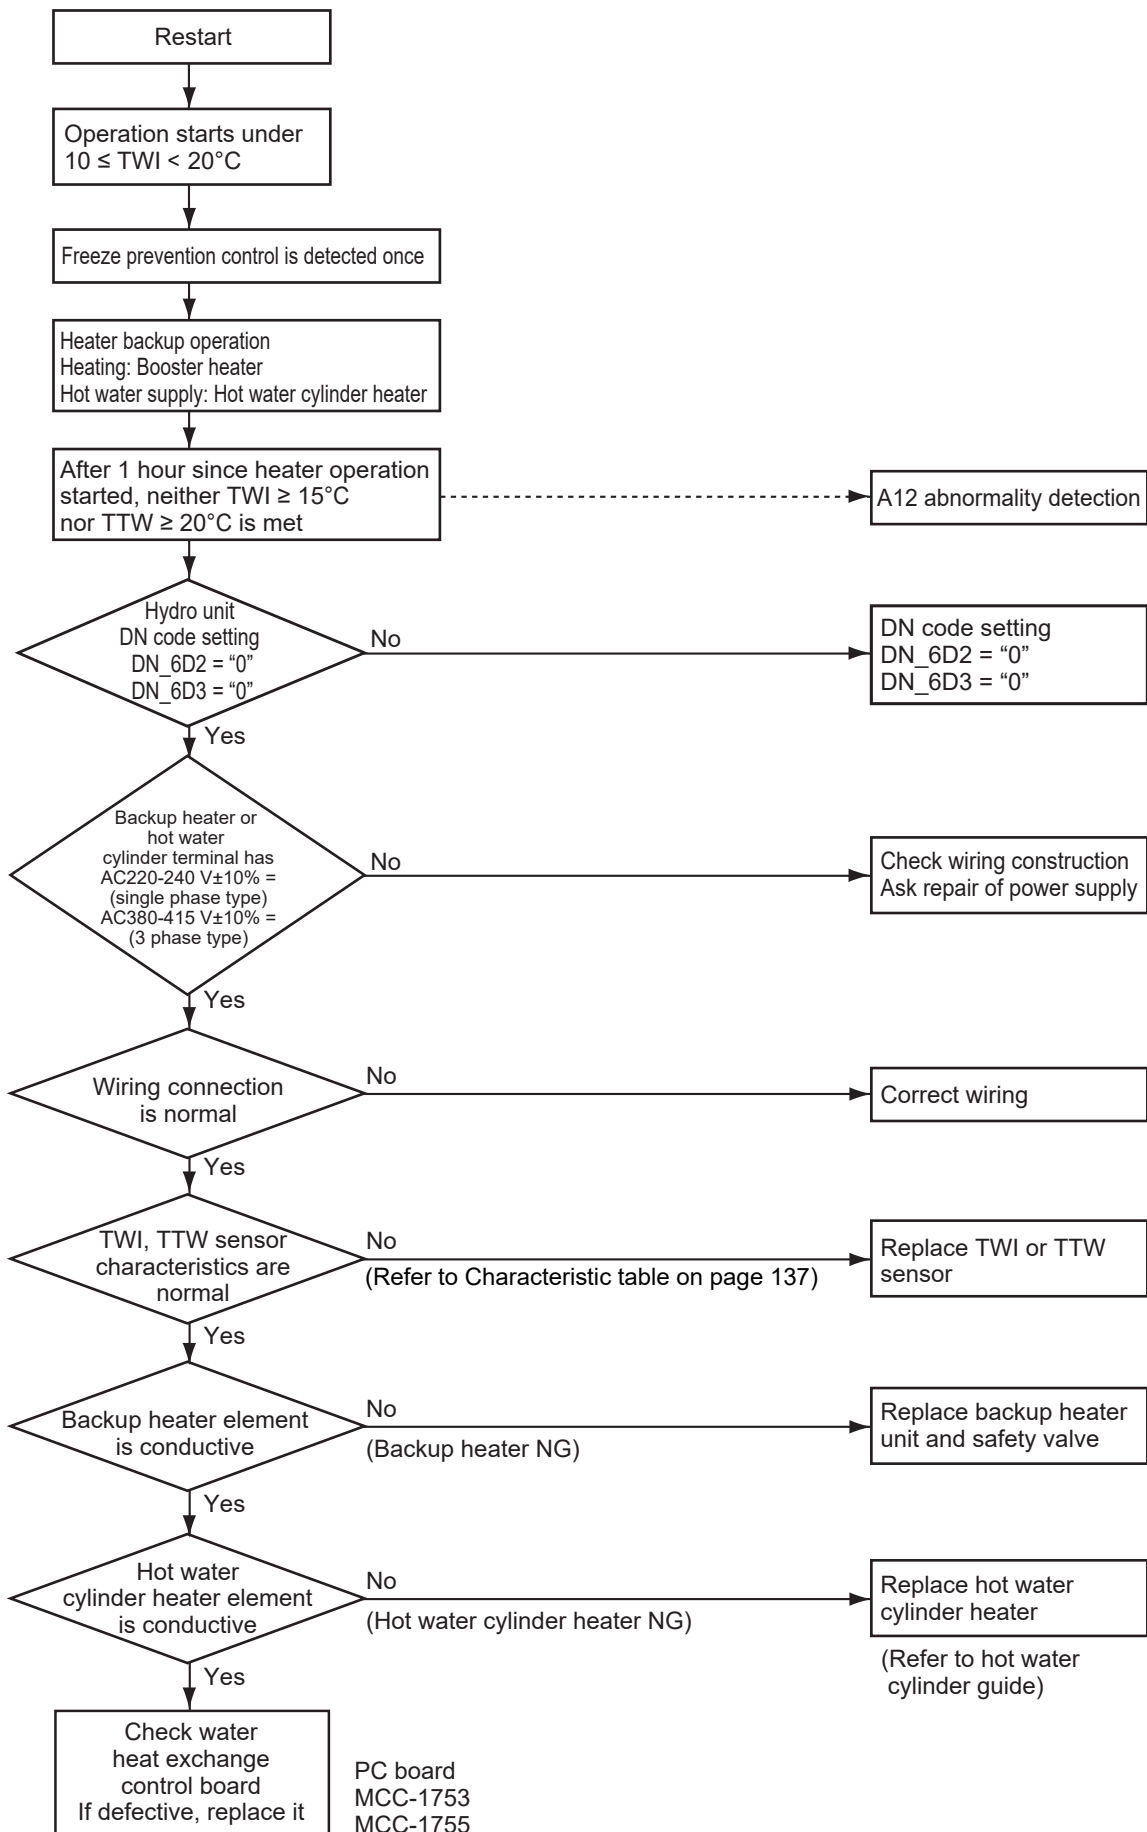 Restart
Operation starts under
10 ≤ TWI < 20°C
Freeze prevention control is detected once
Heater backup operation
Heating: Booster heater
Hot water supply: Hot water cylinder heater
After 1 hour since heater operation
started, neither TWI ≥ 15°C
nor TTW ≥ 20°C is met
A12 abnormality detection
Hydro unit
DN code setting
DN_6D2 = “0”
DN_6D3 = “0”
No
DN code setting
DN_6D2 = “0”
DN_6D3 = “0”
Yes
Backup heater or
hot water
cylinder terminal has
AC220-240 V±10% =
(single phase type)
AC380-415 V±10% =
(3 phase type)
No
Check wiring construction
Ask repair of power supply
Yes
Wiring connection
is normal
No
Correct wiring
Yes
TWI, TTW sensor
characteristics are
normal
No
(Refer to Characteristic table on page 137)
Replace TWI or TTW
sensor
Yes
Backup heater element
is conductive
No
(Backup heater NG)
Replace backup heater
unit and safety valve
Yes
Hot water
cylinder heater element
is conductive
No
(Hot water cylinder heater NG)
Replace hot water
cylinder heater
(Refer to hot water
cylinder guide)
Yes
Check water
heat exchange
control board
If defective, replace it
PC board
MCC-1753
MCC-1755